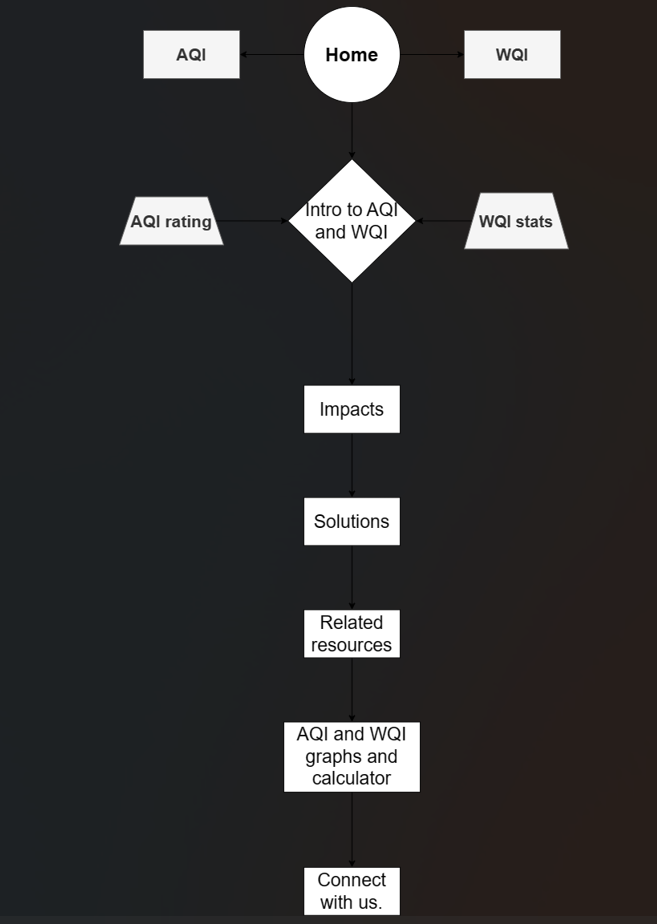 AQI
Home
WQI
AQI rating
Intro to AQI
and WQI
WQI stats
Impacts
Solutions
Related
resources
AQI and WQI
graphs and
calculator
Connect
with us.